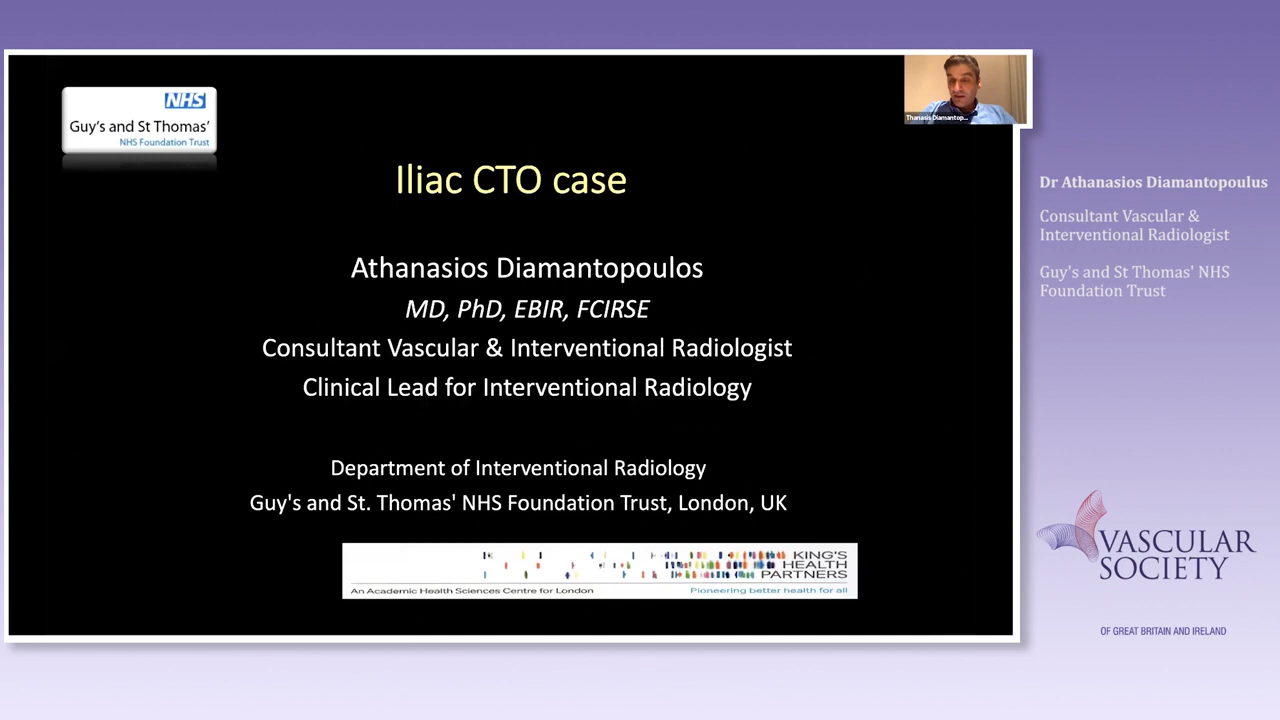 NHS
Guy's and St Thomas'
NHS Foundation Trust
Iliac CTO case
Athanasios Diamantopoulos
MD, PhD, EBIR, FCIRSE
Consultant Vascular & Interventional Radiologist
Clinical Lead for Interventional Radiology
Department of Interventional Radiology
Guy's and St. Thomas' NHS Foundation Trust, London, UK
KING'S
HEALTH
PARTNERS
An Academic Health Sciences Centre for London
Pioneering better health for all
Thanasis Diamantop...
Dr Athanasios Diamantopoulus
Consultant Vascular &
Interventional Radiologist
Guy's and St Thomas' NHS
Foundation Trust
VASCULAR
SOCIETY
OF GREAT BRITAIN AND IRELAND